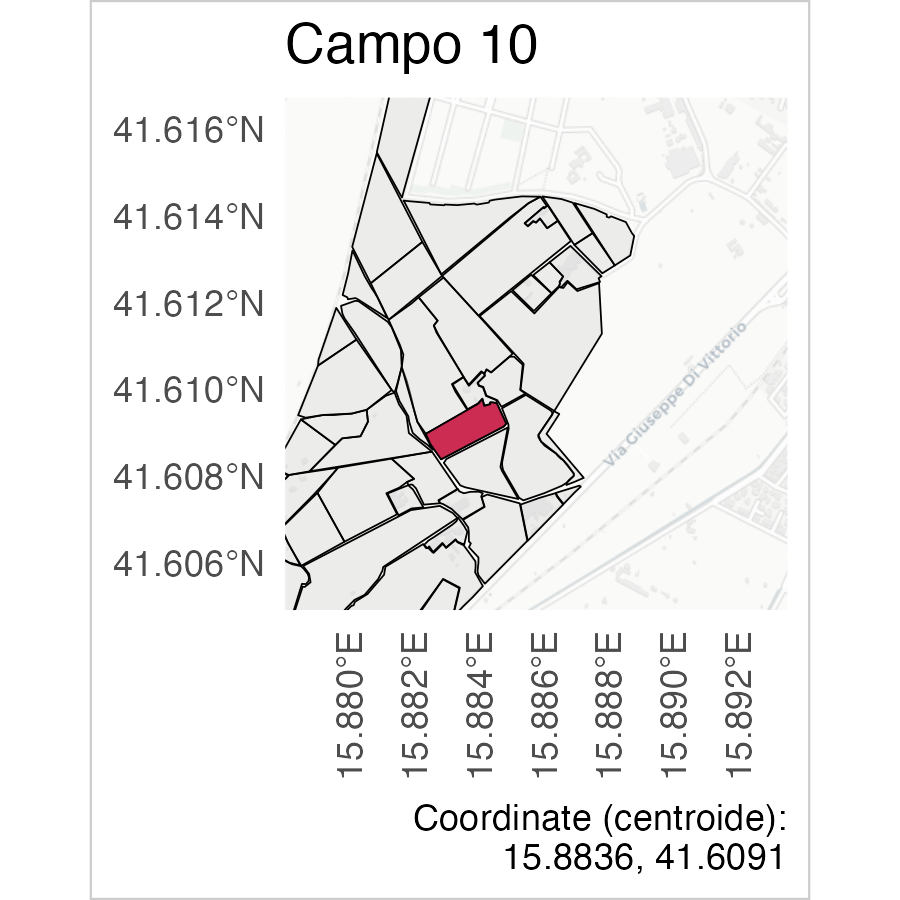 Campo 10
41.616°N
41.614°N
41.612°N
41.610°N
41.608°N
41.606°N
Via Giuseppe Di Vittorio
15.880°E
15.882°E
15.884°E
15.886°E
15.888°E
15.890°E
15.892°E
Coordinate (centroide):
15.8836, 41.6091